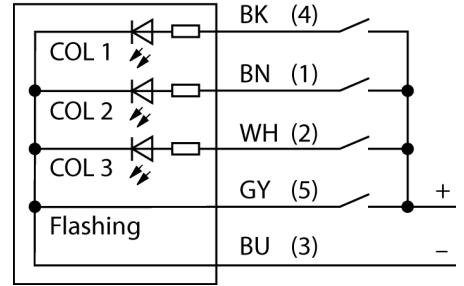 BK (4)
COL 1
BN (1)
COL 2
WH (2)
COL 3
GY (5)
+
Flashing
BU (3)
−